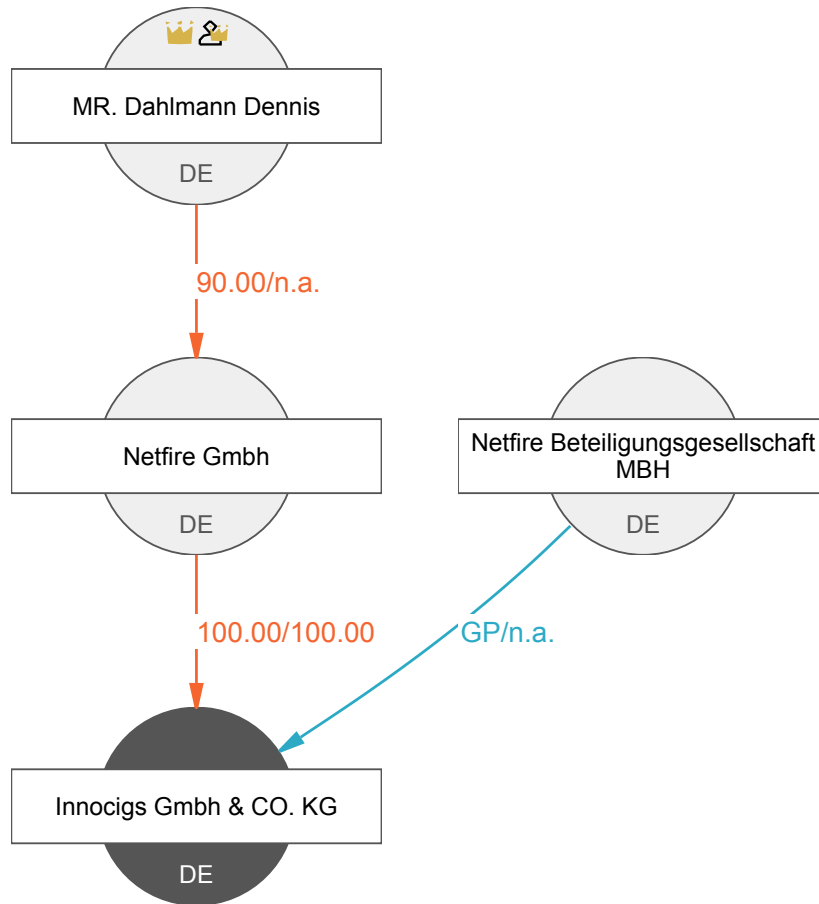 MR. Dahlmann Dennis
DE
90.00/n.a.
Netfire Gmbh
DE
Netfire Beteiligungsgesellschaft
MBH
DE
100.00/100.00
GP/n.a.
Innocigs Gmbh & CO. KG
DE